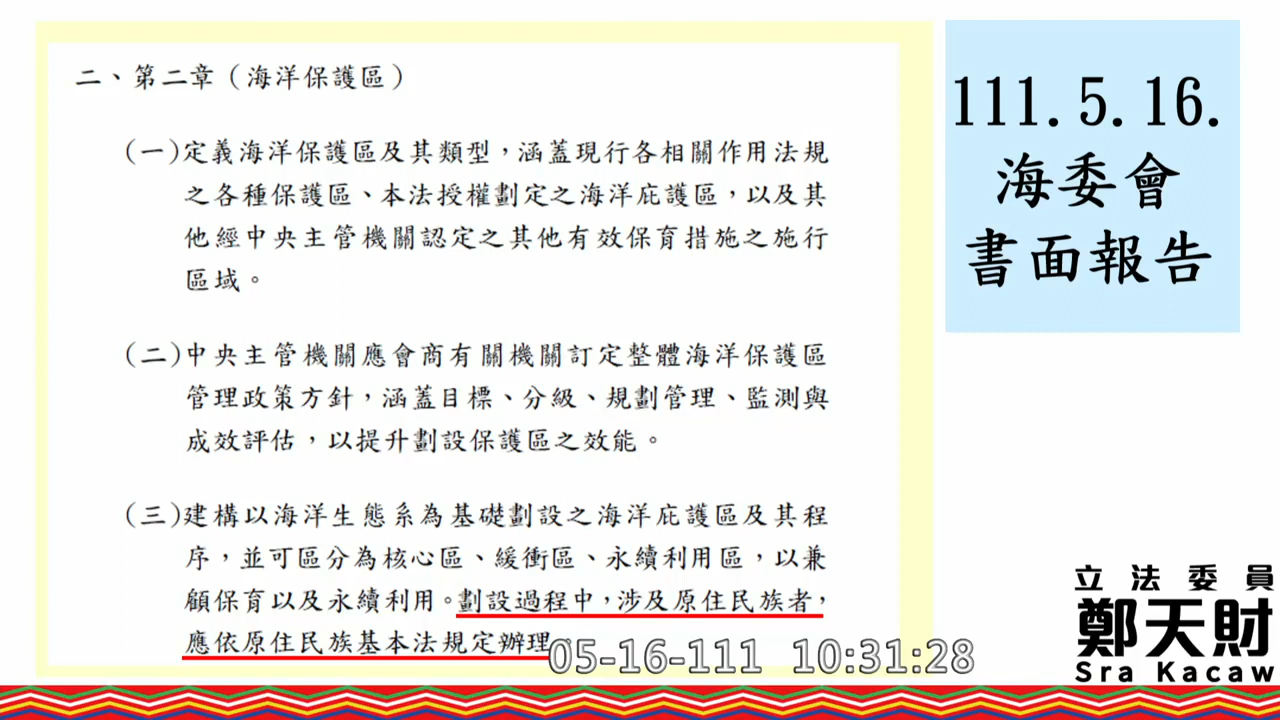 二、第二章（海洋保護區）
(一)定義海洋保護區及其類型，涵蓋現行各相關作用法規
之各種保護區、本法授權劃定之海洋庇護區，以及其
他經中央主管機關認定之其他有效保育措施之施行
區域。
(二)中央主管機關應會商有關機關訂定整體海洋保護區
管理政策方針，涵蓋目標、分級、規劃管理、監測與
成效評估，以提升劃設保護區之效能。
(三)建構以海洋生態系為基礎劃設之海洋庇護區及其程
序，並可區分為核心區、緩衝區、永續利用區，以兼
顧保育以及永續利用。劃設過程中，涉及原住民族者，
應依原住民族基本法規定辦理
111.5.16.
海委會
書面報告
立法委員
鄭天財
Sra Kacaw
05-16-111 10:31:28